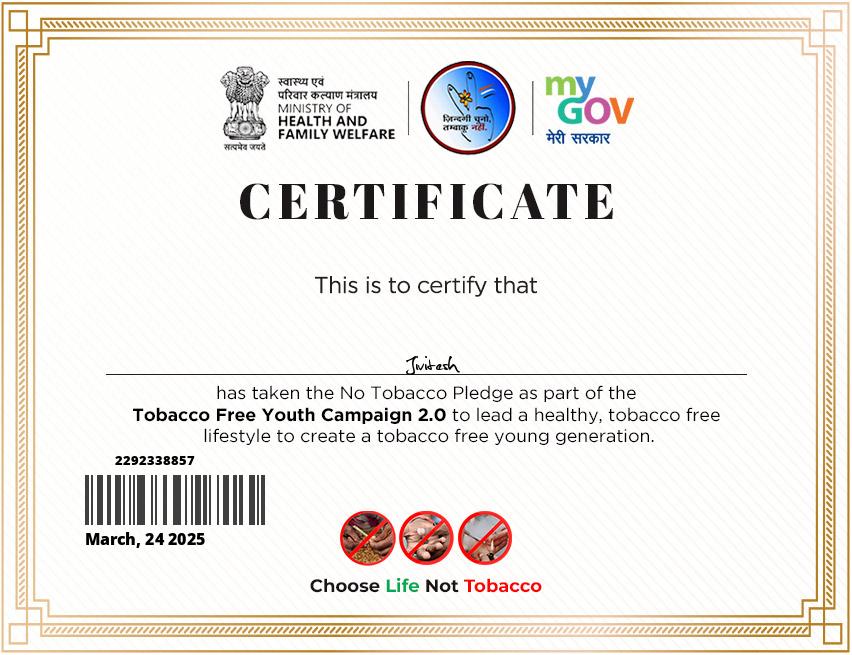 स्वास्थ्य एवं
परिवार कल्याण मंत्रालय
MINISTRY OF
HEALTH AND
FAMILY WELFARE
सत्यमेव जयते
ज़िन्दगी चुनो,
तम्बाकू नहीं.
my
GOV
मेरी सरकार
CERTIFICATE
This is to certify that
Jvitesh
has taken the No Tobacco Pledge as part of the
Tobacco Free Youth Campaign 2.0 to lead a healthy, tobacco free
lifestyle to create a tobacco free young generation.
2292338857
March, 24 2025
Choose Life Not Tobacco